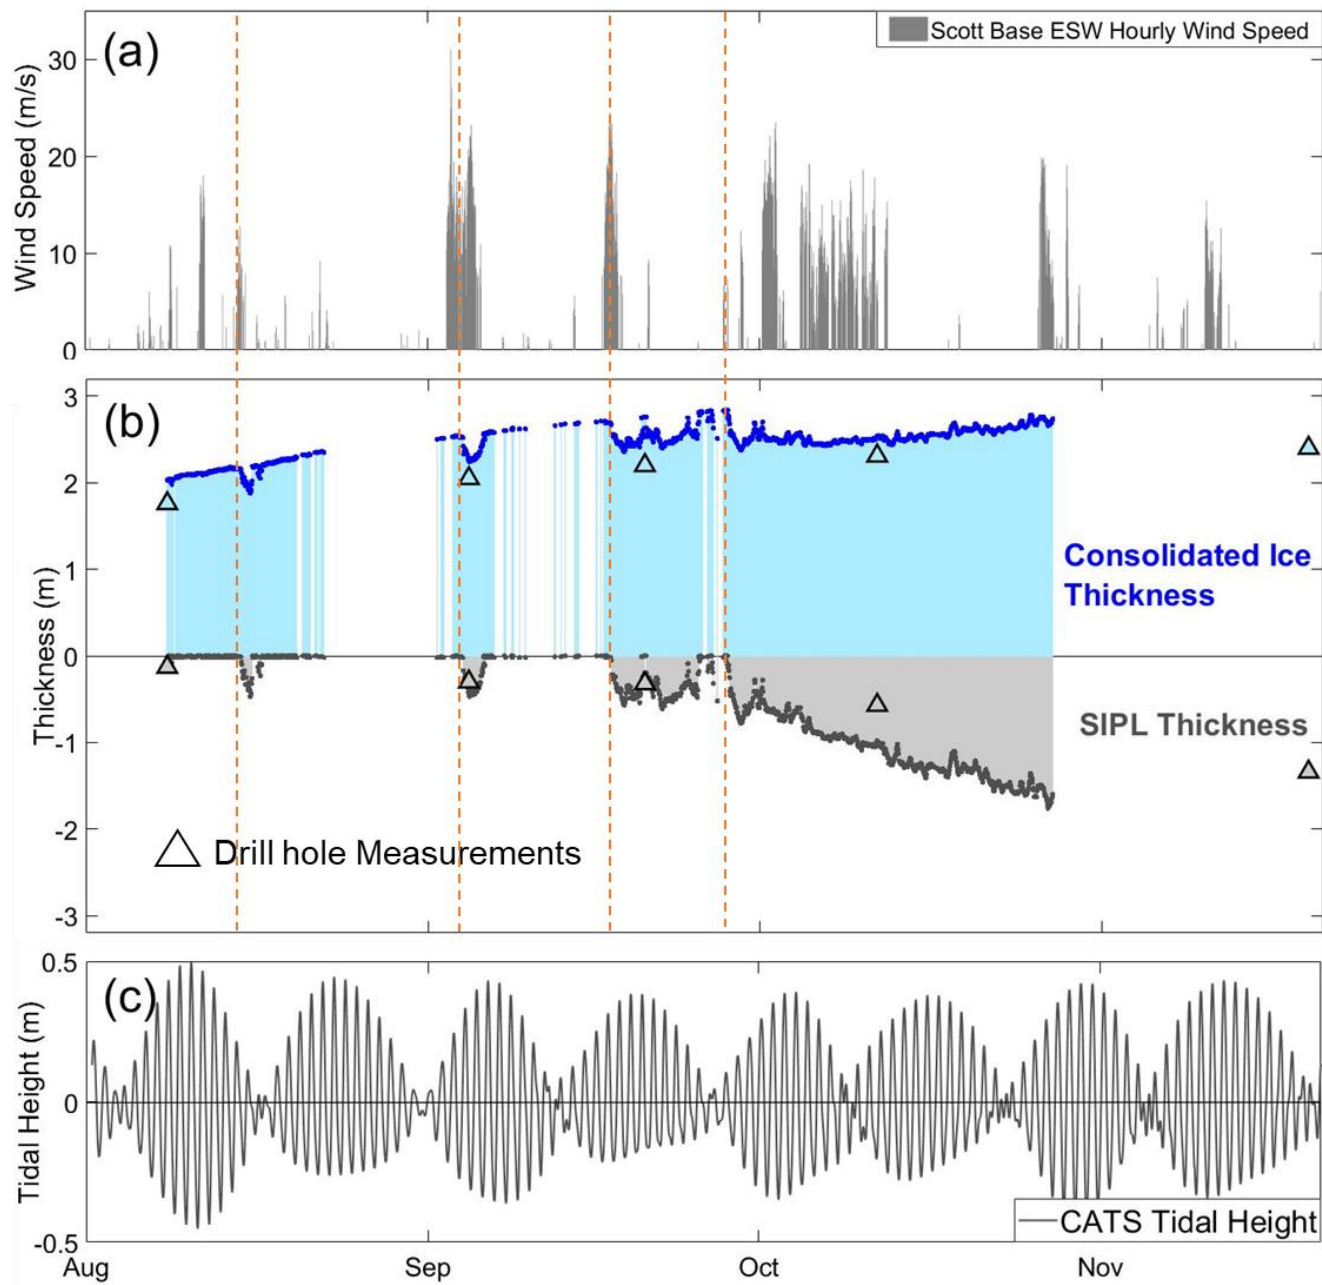 (a)
Scott Base ESW Hourly Wind Speed
Wind Speed (m/s)
30
20
10
0
(b)
Thickness (m)
3
2
1
0
-1
-2
-3
Consolidated Ice
Thickness
SIPL Thickness
Drill hole Measurements
(c)
Tidal Height (m)
0.5
0
-0.5
CATS Tidal Height
Aug Sep Oct Nov